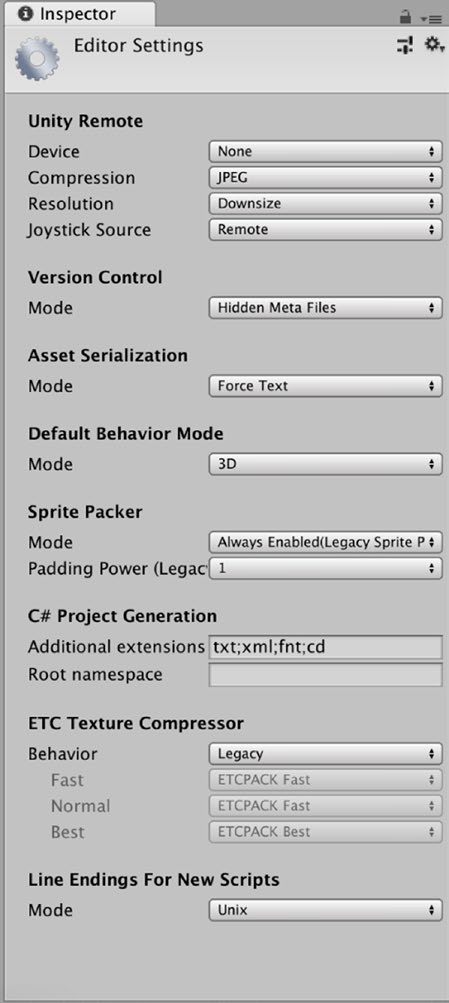 Inspector
Editor Settings
Unity Remote
Device None
Compression JPEG
Resolution Downsize
Joystick Source Remote
Version Control
Mode Hidden Meta Files
Asset Serialization
Mode Force Text
Default Behavior Mode
Mode 3D
Sprite Packer
Mode Always Enabled(Legacy Sprite P
Padding Power (Legac 1
C# Project Generation
Additional extensions txt;xml;fnt;cd
Root namespace
ETC Texture Compressor
Behavior Legacy
Fast ETCPACK Fast
Normal ETCPACK Fast
Best ETCPACK Best
Line Endings For New Scripts
Mode Unix